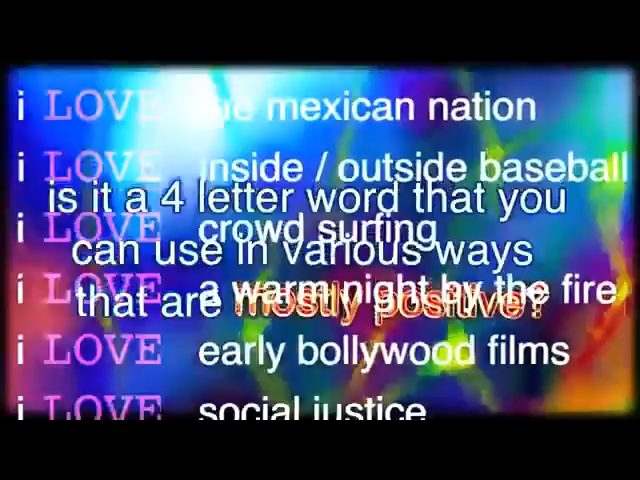 i LOVE the mexican nation
i LOVE inside / outside baseball
is it a 4 letter word that you
i LOVE crowd surfing
can use in various ways
i LOVE a warm night by the fire
that are mostly positive?
i LOVE early bollywood films
i LOVE social justice